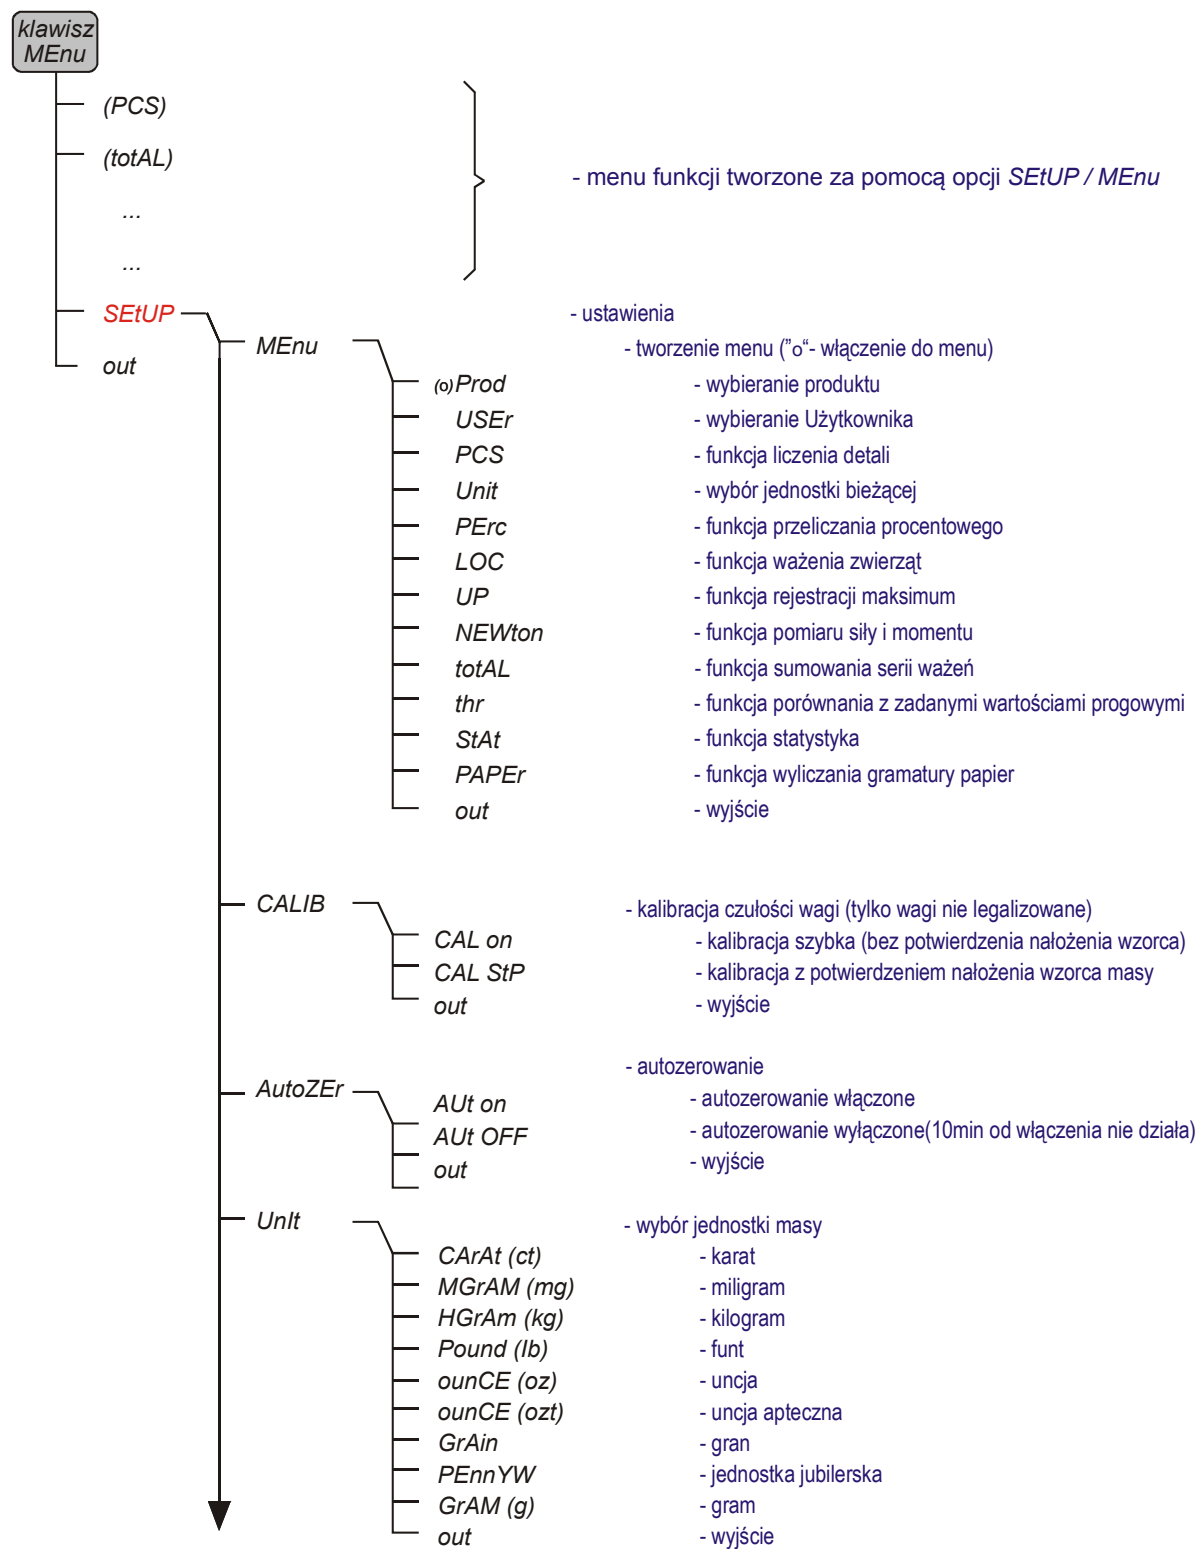 klawisz
MEnu
(PCS)
(totAL)
- menu funkcji tworzone za pomocą opcji SEtUP / MEnu
...
...
SEtUP - ustawienia
MEnu - tworzenie menu ("o“- włączenie do menu)
out
(o) Prod - wybieranie produktu
USEr - wybieranie Użytkownika
PCS - funkcja liczenia detali
Unit - wybór jednostki bieżącej
PErc - funkcja przeliczania procentowego
LOC - funkcja ważenia zwierząt
UP - funkcja rejestracji maksimum
NEWton - funkcja pomiaru siły i momentu
totAL - funkcja sumowania serii ważeń
thr - funkcja porównania z zadanymi wartościami progowymi
StAt - funkcja statystyka
PAPEr - funkcja wyliczania gramatury papier
out - wyjście
CALIB - kalibracja czułości wagi (tylko wagi nie legalizowane)
CAL on - kalibracja szybka (bez potwierdzenia nałożenia wzorca)
CAL StP - kalibracja z potwierdzeniem nałożenia wzorca masy
out - wyjście
AutoZEr - autozerowanie
AUt on - autozerowanie włączone
AUt OFF - autozerowanie wyłączone(10min od włączenia nie działa)
out - wyjście
UnIt - wybór jednostki masy
CArAt (ct) - karat
MGrAM (mg) - miligram
HGrAm (kg) - kilogram
Pound (lb) - funt
ounCE (oz) - uncja
ounCE (ozt) - uncja apteczna
GrAin - gran
PEnnYW - jednostka jubilerska
GrAM (g) - gram
out - wyjście